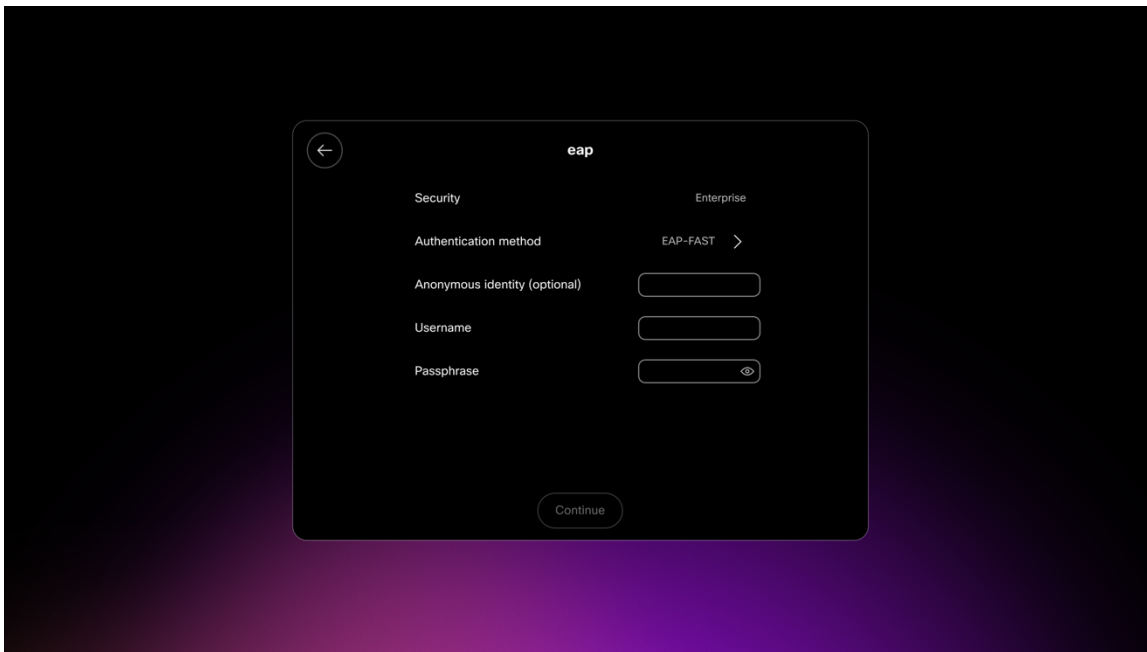 eap
Security Enterprise
Authentication method EAP-FAST
Anonymous identity (optional)
Username
Passphrase
Continue